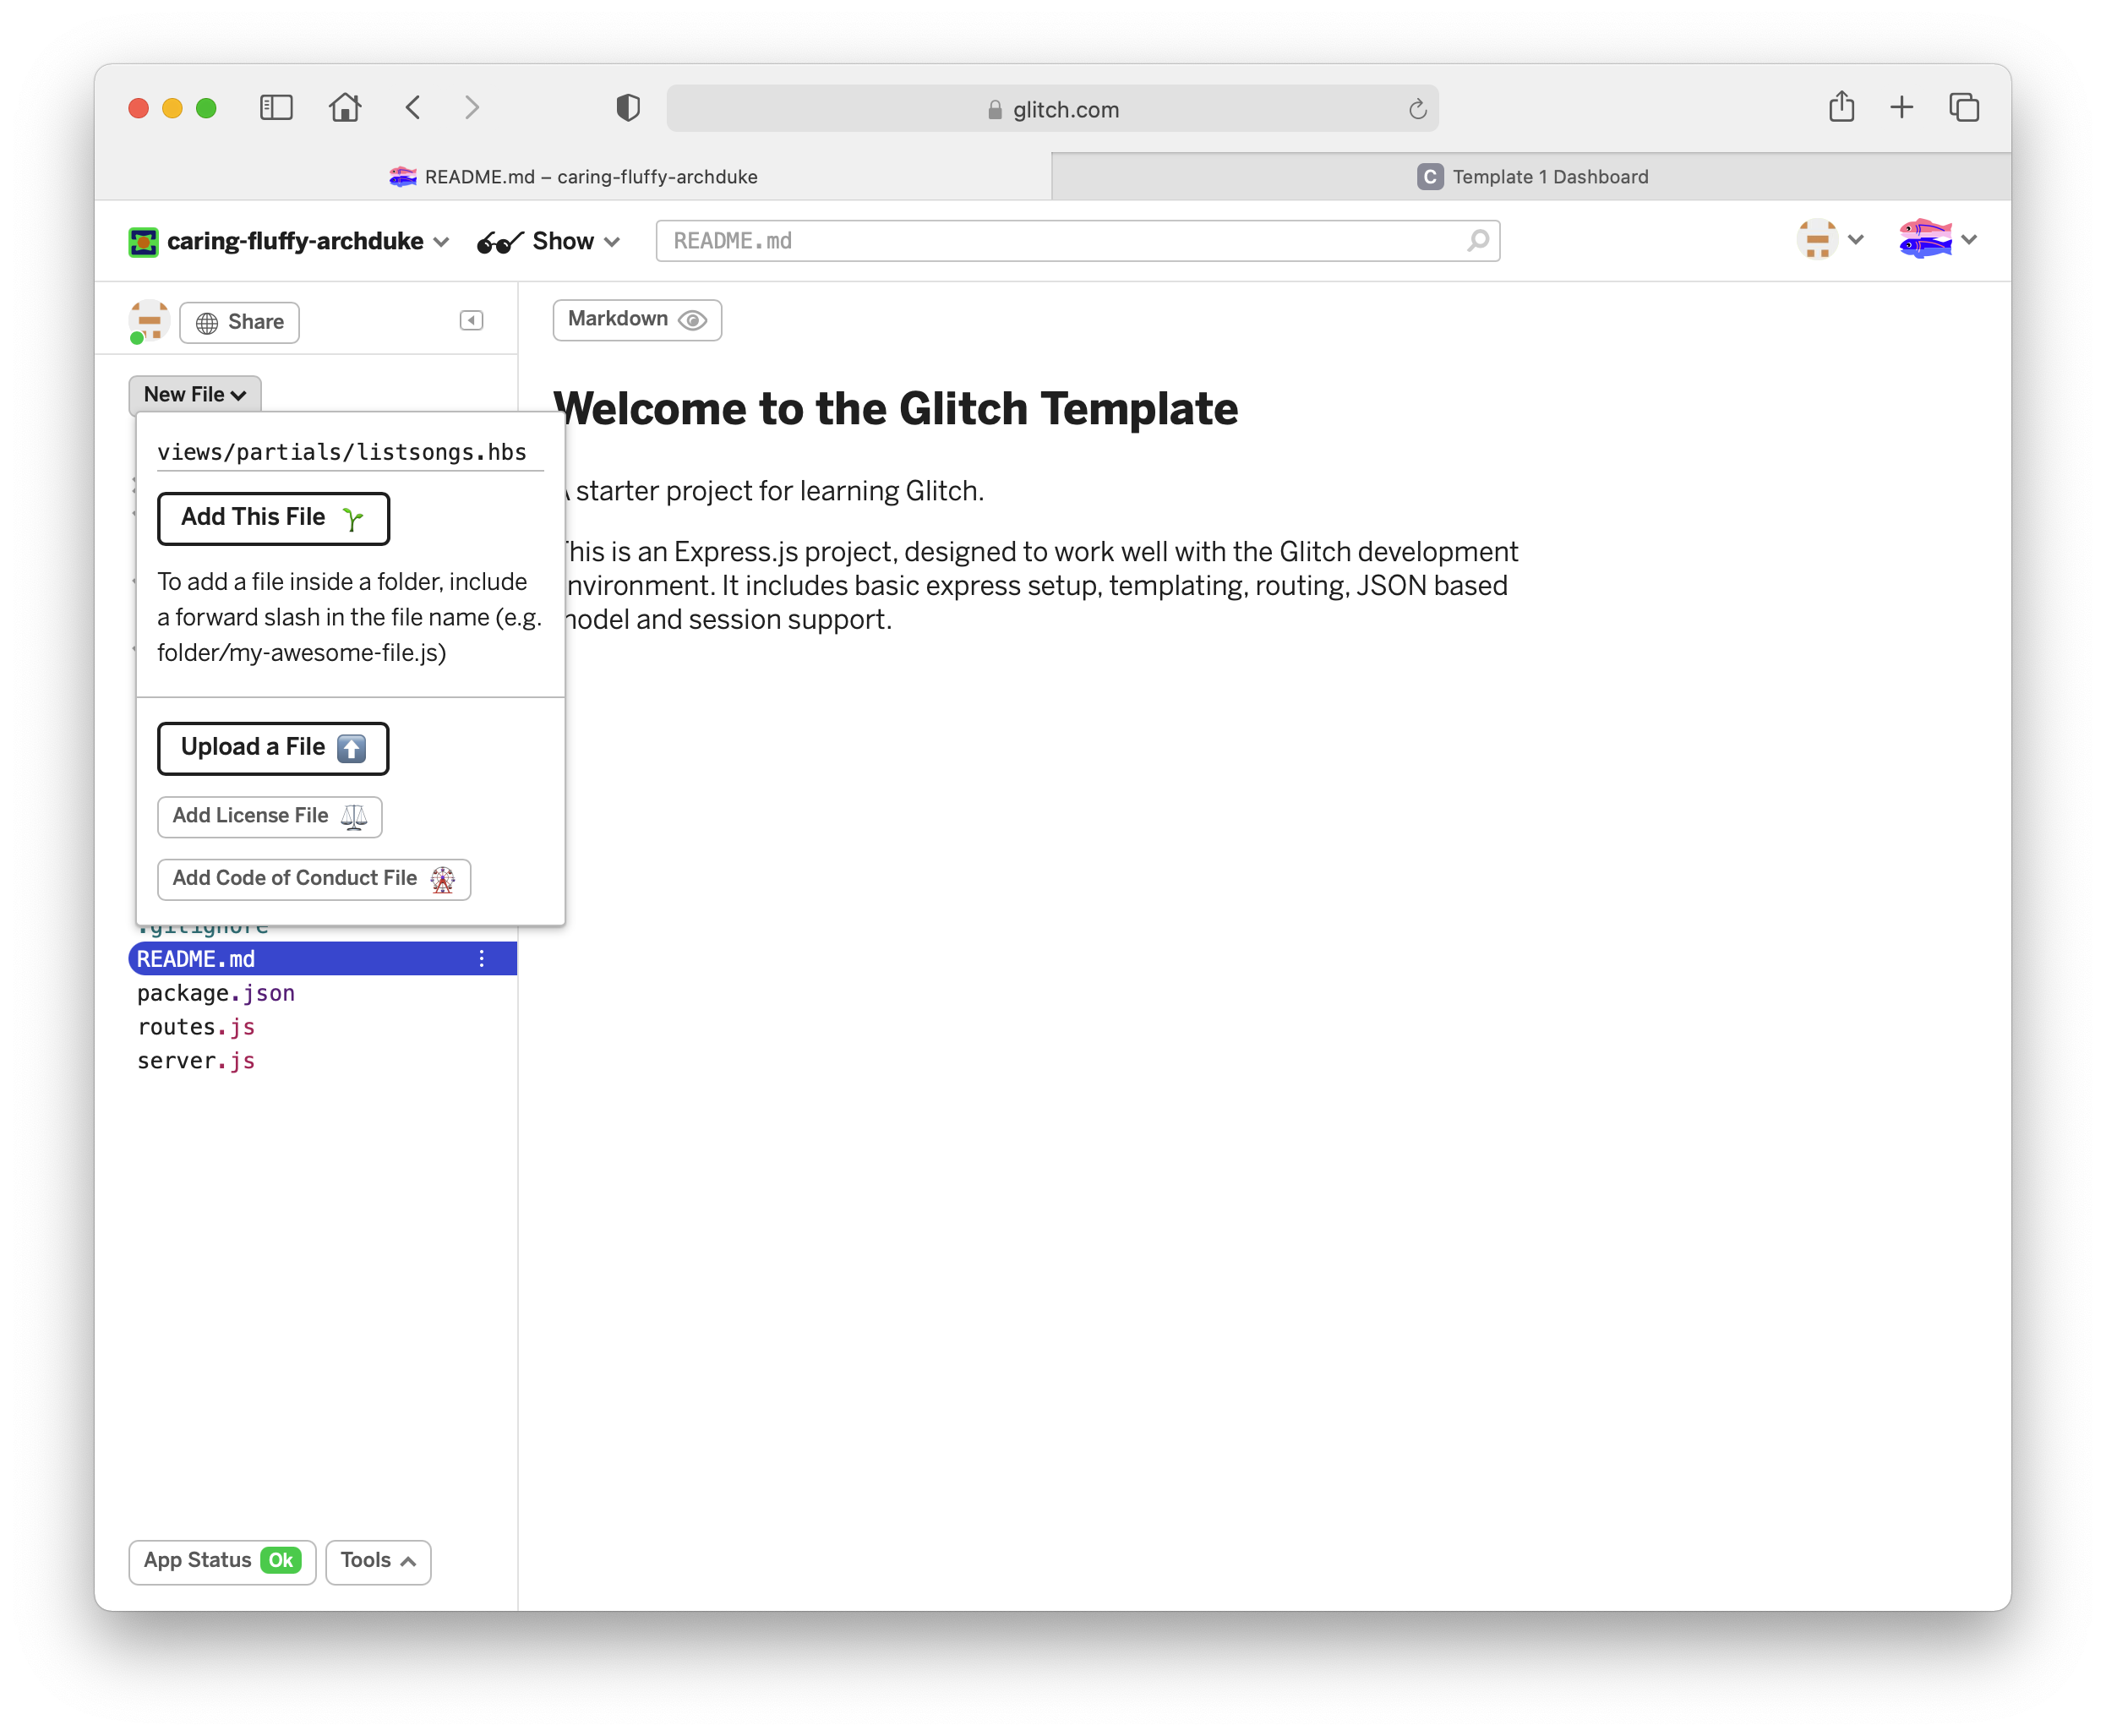 glitch.com
README.md – caring-fluffy-archduke
C Template 1 Dashboard
caring-fluffy-archduke
Show
README.md
Share
Markdown
New File
views/partials/listsongs.hbs
Add This File
To add a file inside a folder, include
a forward slash in the file name (e.g.
folder/my-awesome-file.js)
Upload a File
Add License File
Add Code of Conduct File
.gitignore
README.md
package.json
routes.js
server.js
App Status Ok
Tools
Welcome to the Glitch Template
A starter project for learning Glitch.
This is an Express.js project, designed to work well with the Glitch development
environment. It includes basic express setup, templating, routing, JSON based
model and session support.